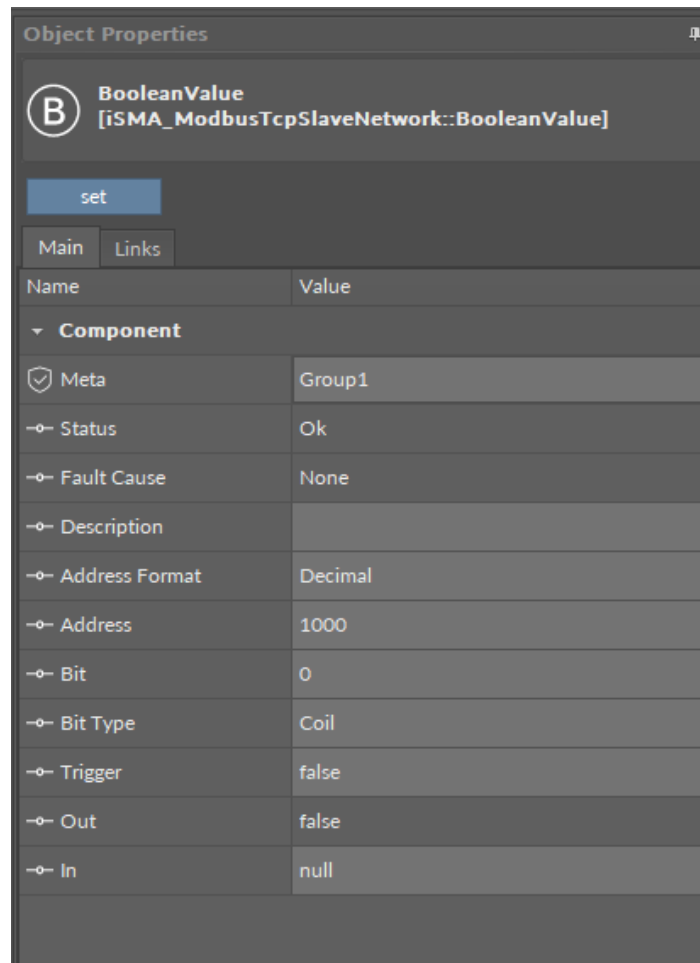 Object Properties
B
BooleanValue
[iSMA_ModbusTcpSlaveNetwork::BooleanValue]
set
Main Links
Name Value
Component
Meta Group1
Status Ok
Fault Cause None
Description
Address Format Decimal
Address 1000
Bit 0
Bit Type Coil
Trigger false
Out false
In null